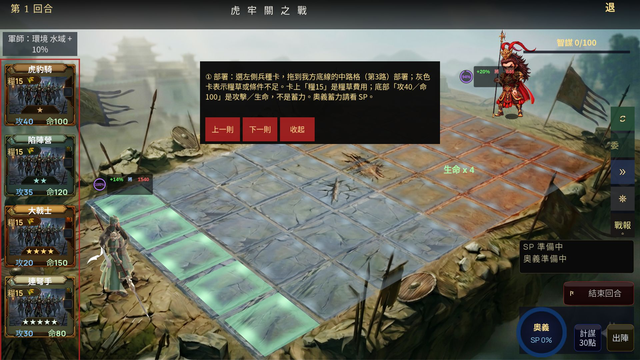 第 1 回合
虎牢關之戰
退
軍師：環境 水域 +
10%
智謀 0/100
虎豹騎
糧15
★
攻40 命100
陷陣營
糧15
★★
攻35 命120
大戰士
糧15
★★★★
攻20 命150
連弩手
糧15
★★★★★
攻30 命80
① 部署：選左側兵種卡，拖到我方底線的中路格（第3路）部署；灰色
卡表示糧草或條件不足。卡上「糧15」是糧草費用；底部「攻40／命
100」是攻擊／生命，不是蓄力。奧義蓄力請看 SP。
上一則
下一則
收起
+20%
+14%
生命 x 4
委
»
戰報
SP 準備中
奧義準備中
結束回合
奧義
SP 0%
計謀
30點
出陣